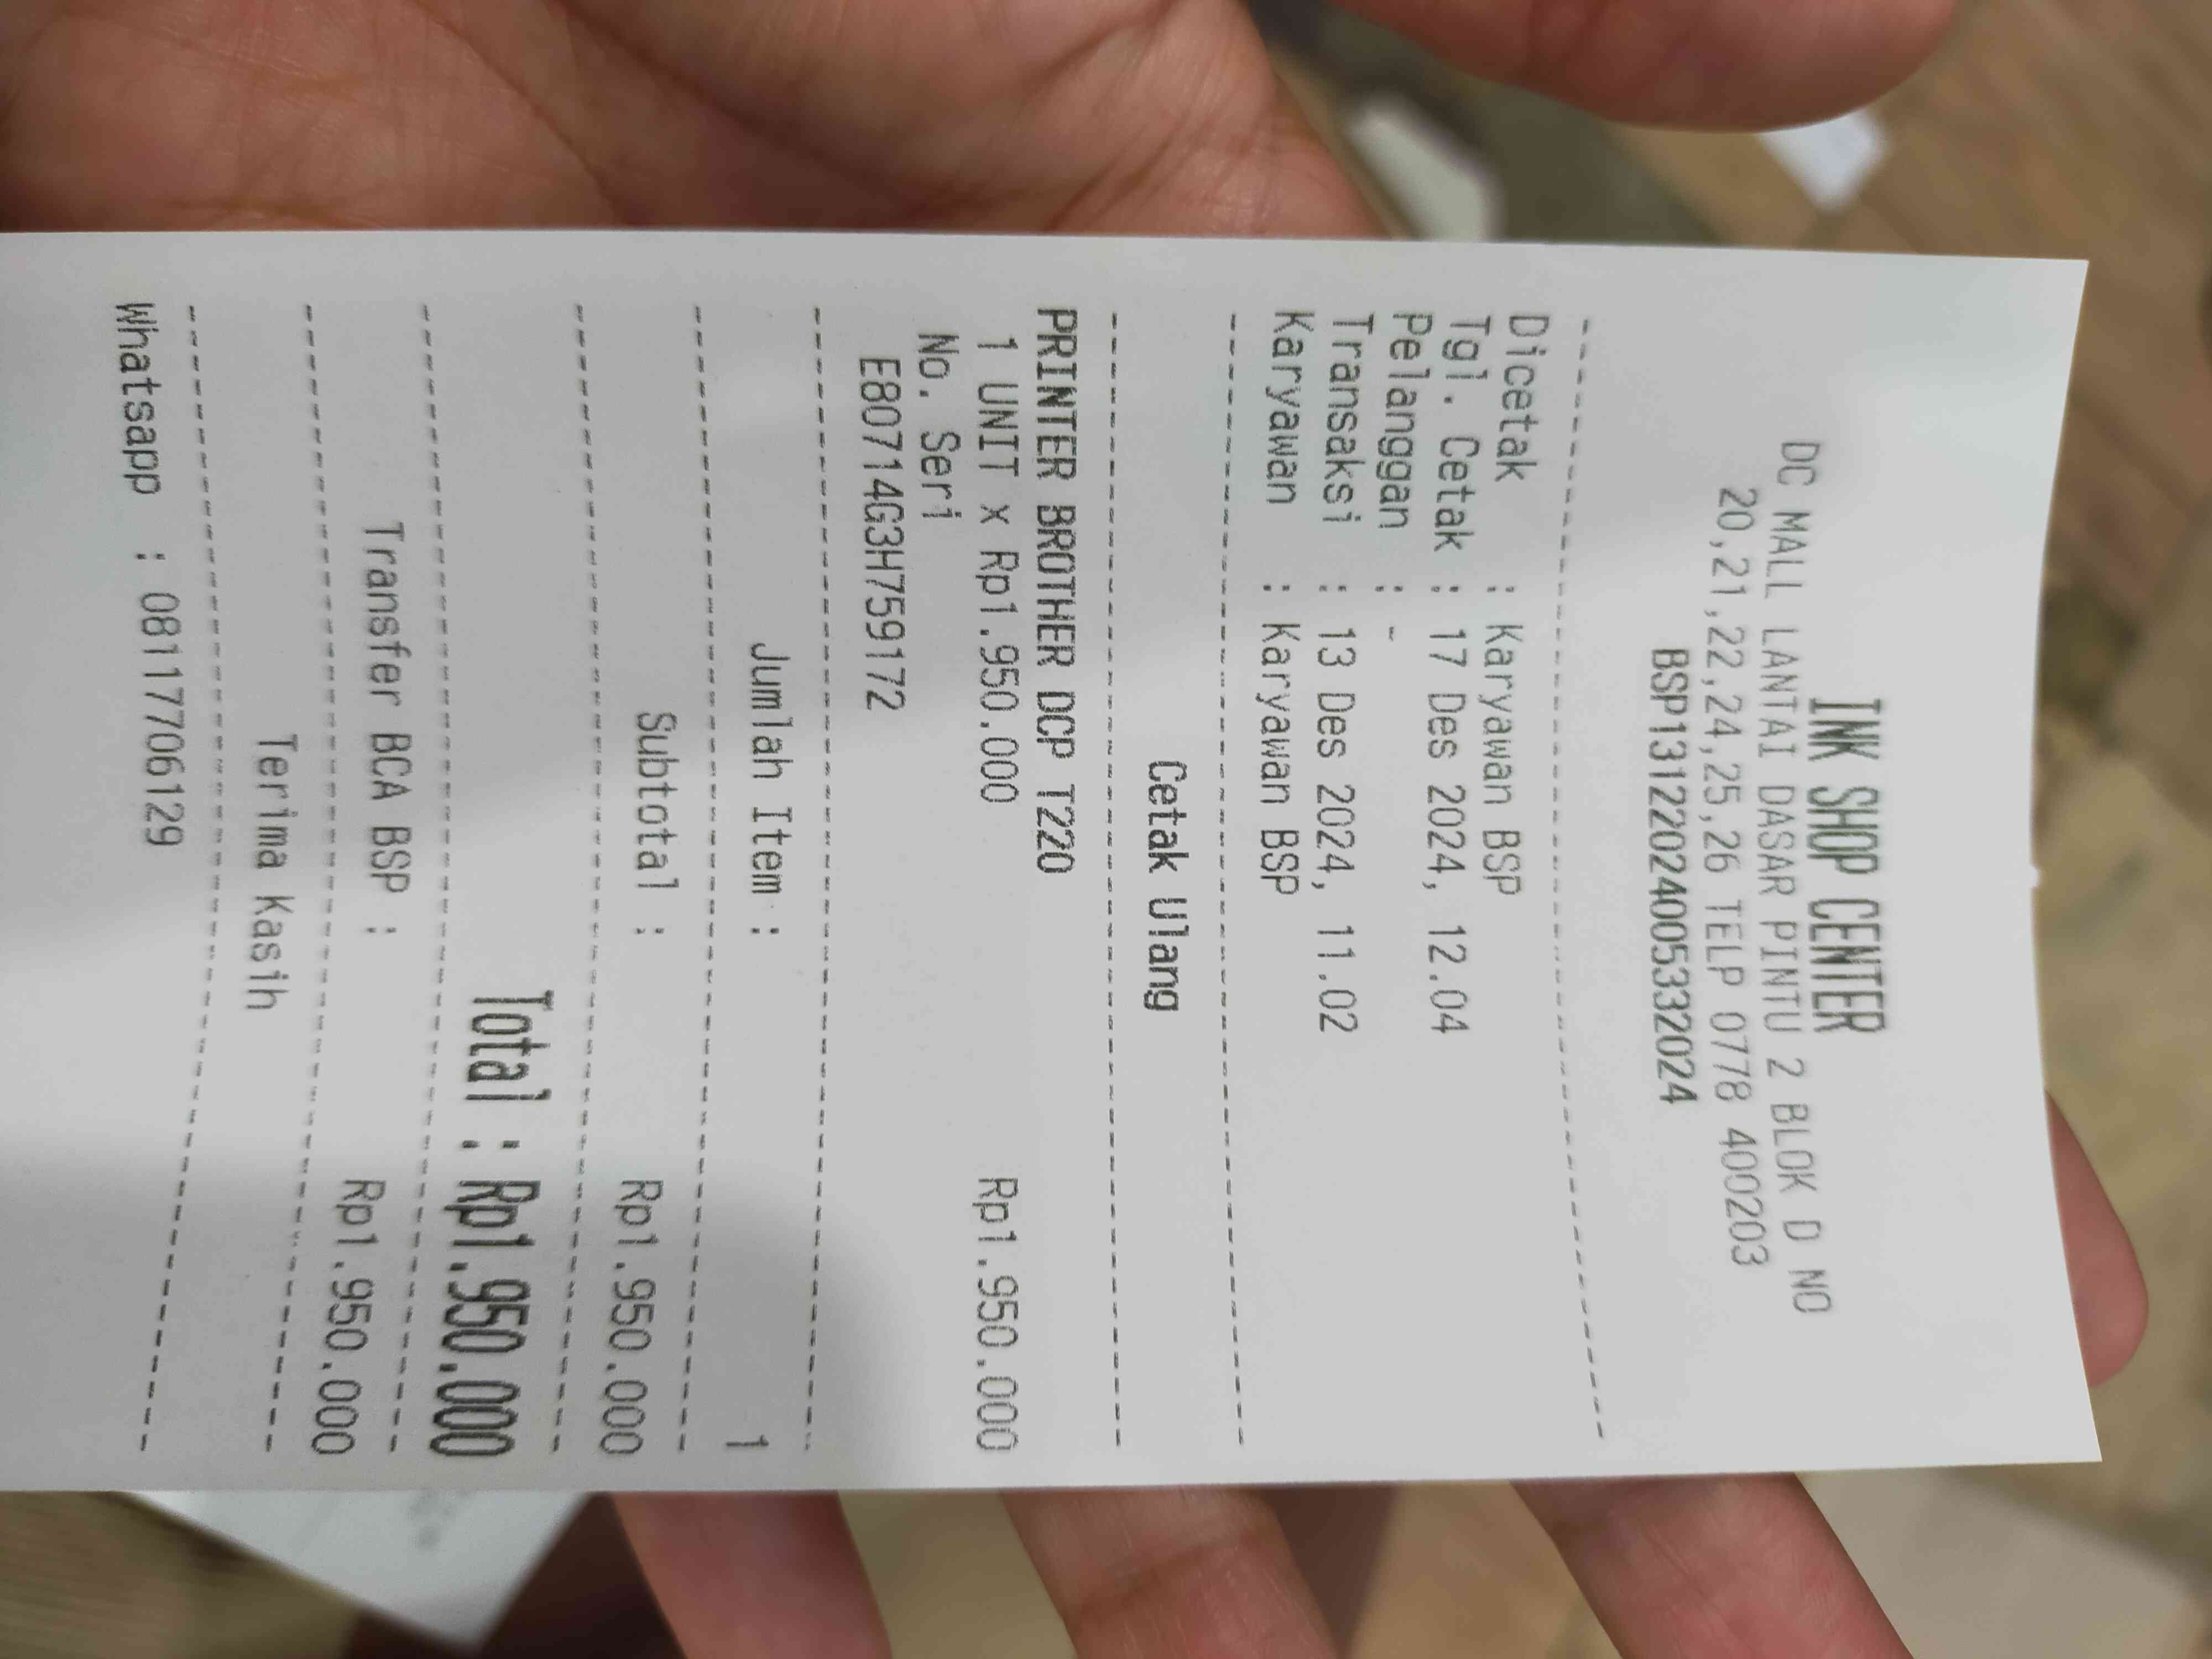 INK SHOP CENTER
DC MALL LANTAI DASAR PINTU 2 BLOK D NO
20,21,22,24,25,26 TELP 0778 400203
BSP13122024005332024
Dicetak : Karyawan BSP
Tgl. Cetak : 17 Des 2024, 12.04
Pelanggan : -
Transaksi : 13 Des 2024, 11.02
Karyawan : Karyawan BSP
Cetak Ulang
PRINTER BROTHER DCP T220
1 UNIT x Rp1.950.000 Rp1.950.000
No. Seri
E80714G3H759172
Jumlah Item : 1
Subtotal : Rp1.950.000
Total : Rp1.950.000
Transfer BCA BSP : Rp1.950.000
Terima Kasih
Whatsapp : 08117706129